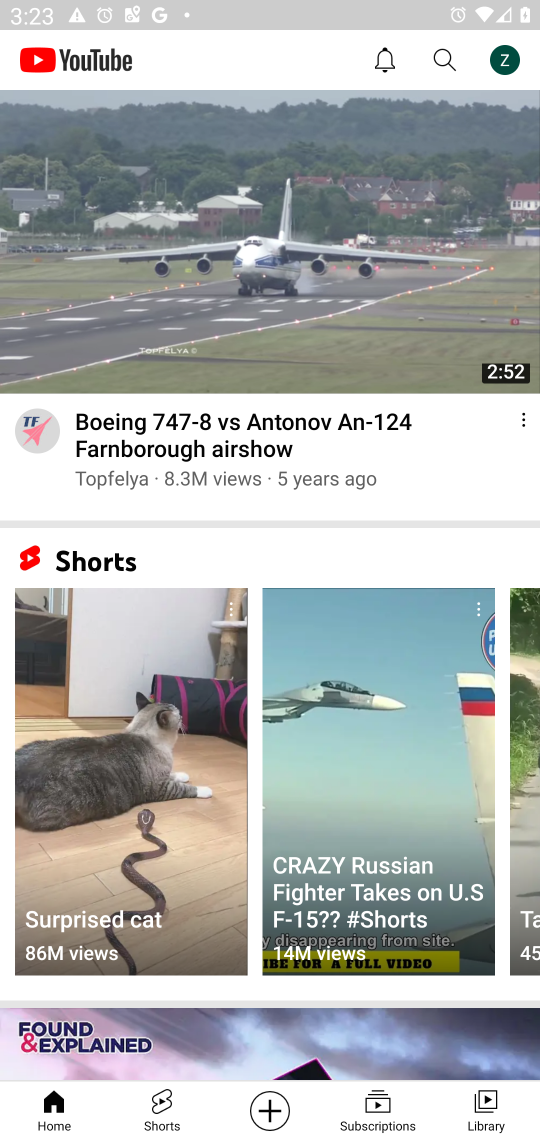 3:23
YouTube
Z
TOPFELYA ©
2:52
TF
Boeing 747-8 vs Antonov An-124
Farnborough airshow
Topfelya · 8.3M views · 5 years ago
Shorts
Surprised cat
86M views
CRAZY Russian
Fighter Takes on U.S
F-15?? #Shorts
y disappearing from site.
14M views
IBE FOR A FULL VIDEO
Ta
45
FOUND
&EXPLAINED
Home
Shorts
Subscriptions
Library